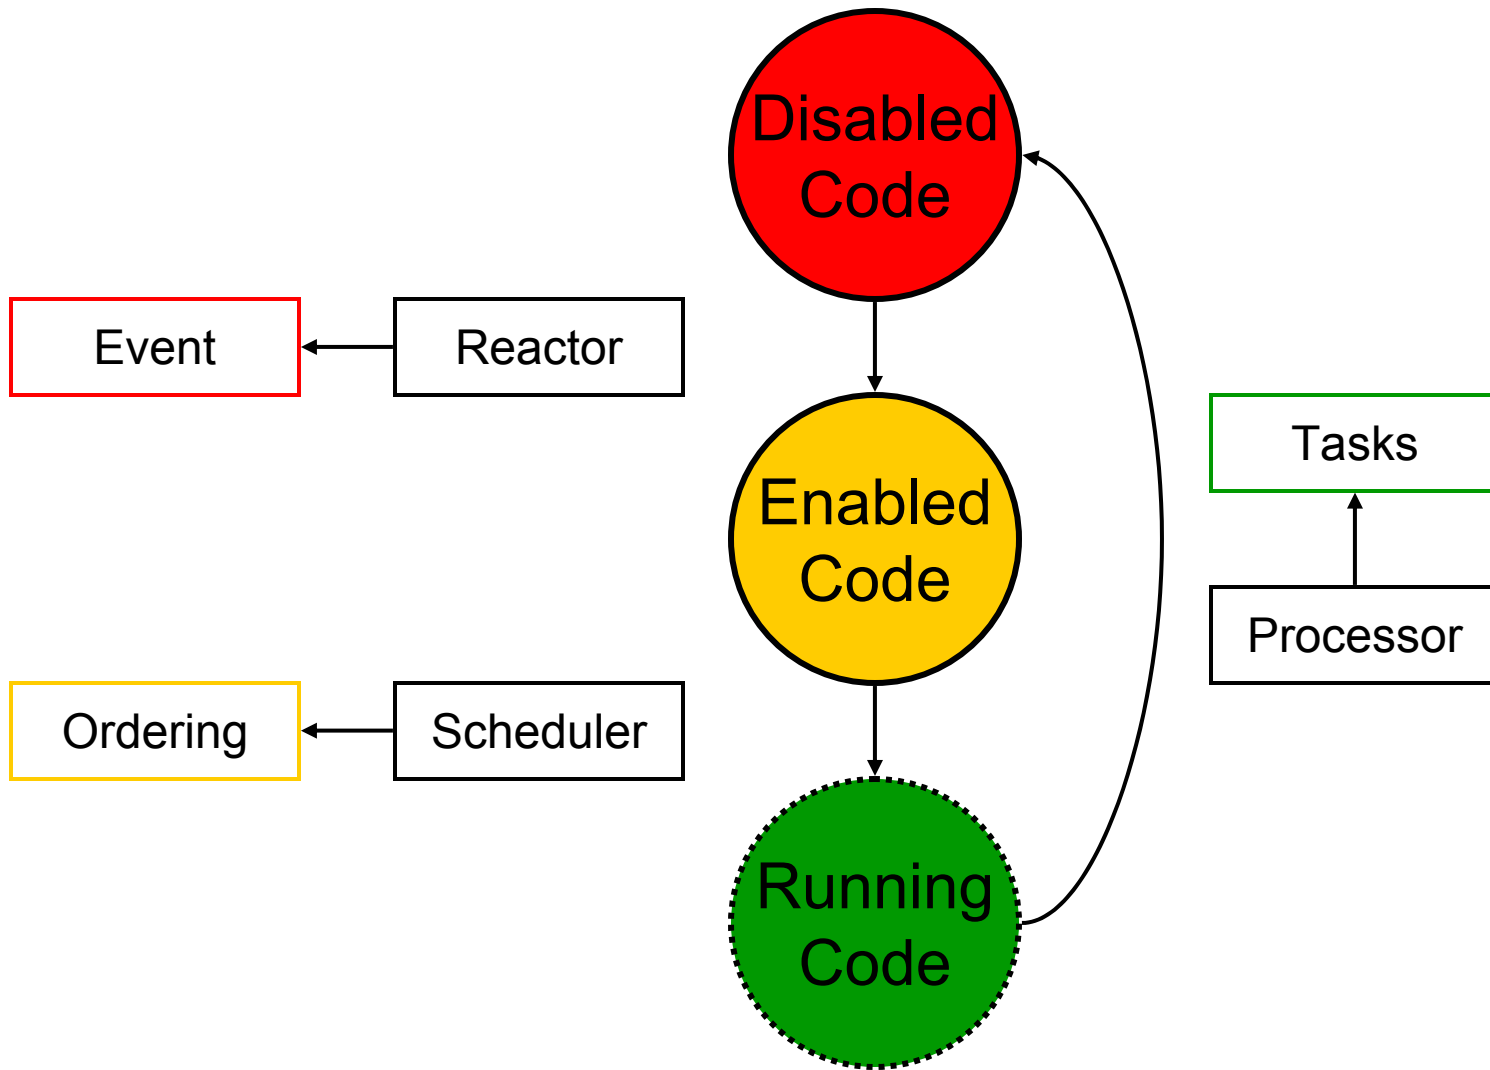 Disabled
Code
Event
Reactor
Tasks
Enabled
Code
Processor
Ordering
Scheduler
Running
Code